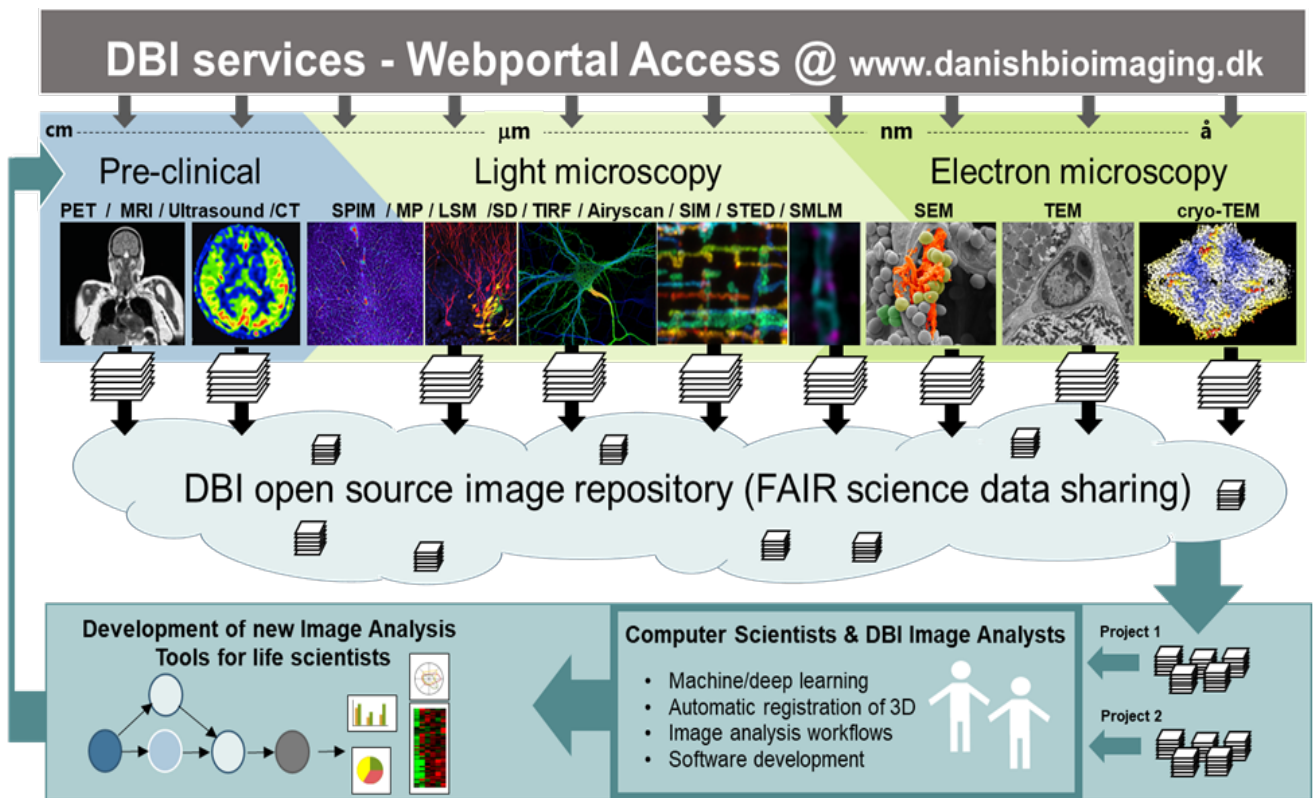 DBI services - Webportal Access @ www.danishbioimaging.dk
cm
µm
nm
å
Pre-clinical
Light microscopy
Electron microscopy
PET / MRI / Ultrasound /CT
SPIM / MP / LSM /SD / TIRF / Airyscan / SIM / STED / SMLM
SEM
TEM
cryo-TEM
DBI open source image repository (FAIR science data sharing)
Development of new Image Analysis
Tools for life scientists
Computer Scientists & DBI Image Analysts
• Machine/deep learning
• Automatic registration of 3D
• Image analysis workflows
• Software development
Project 1
Project 2